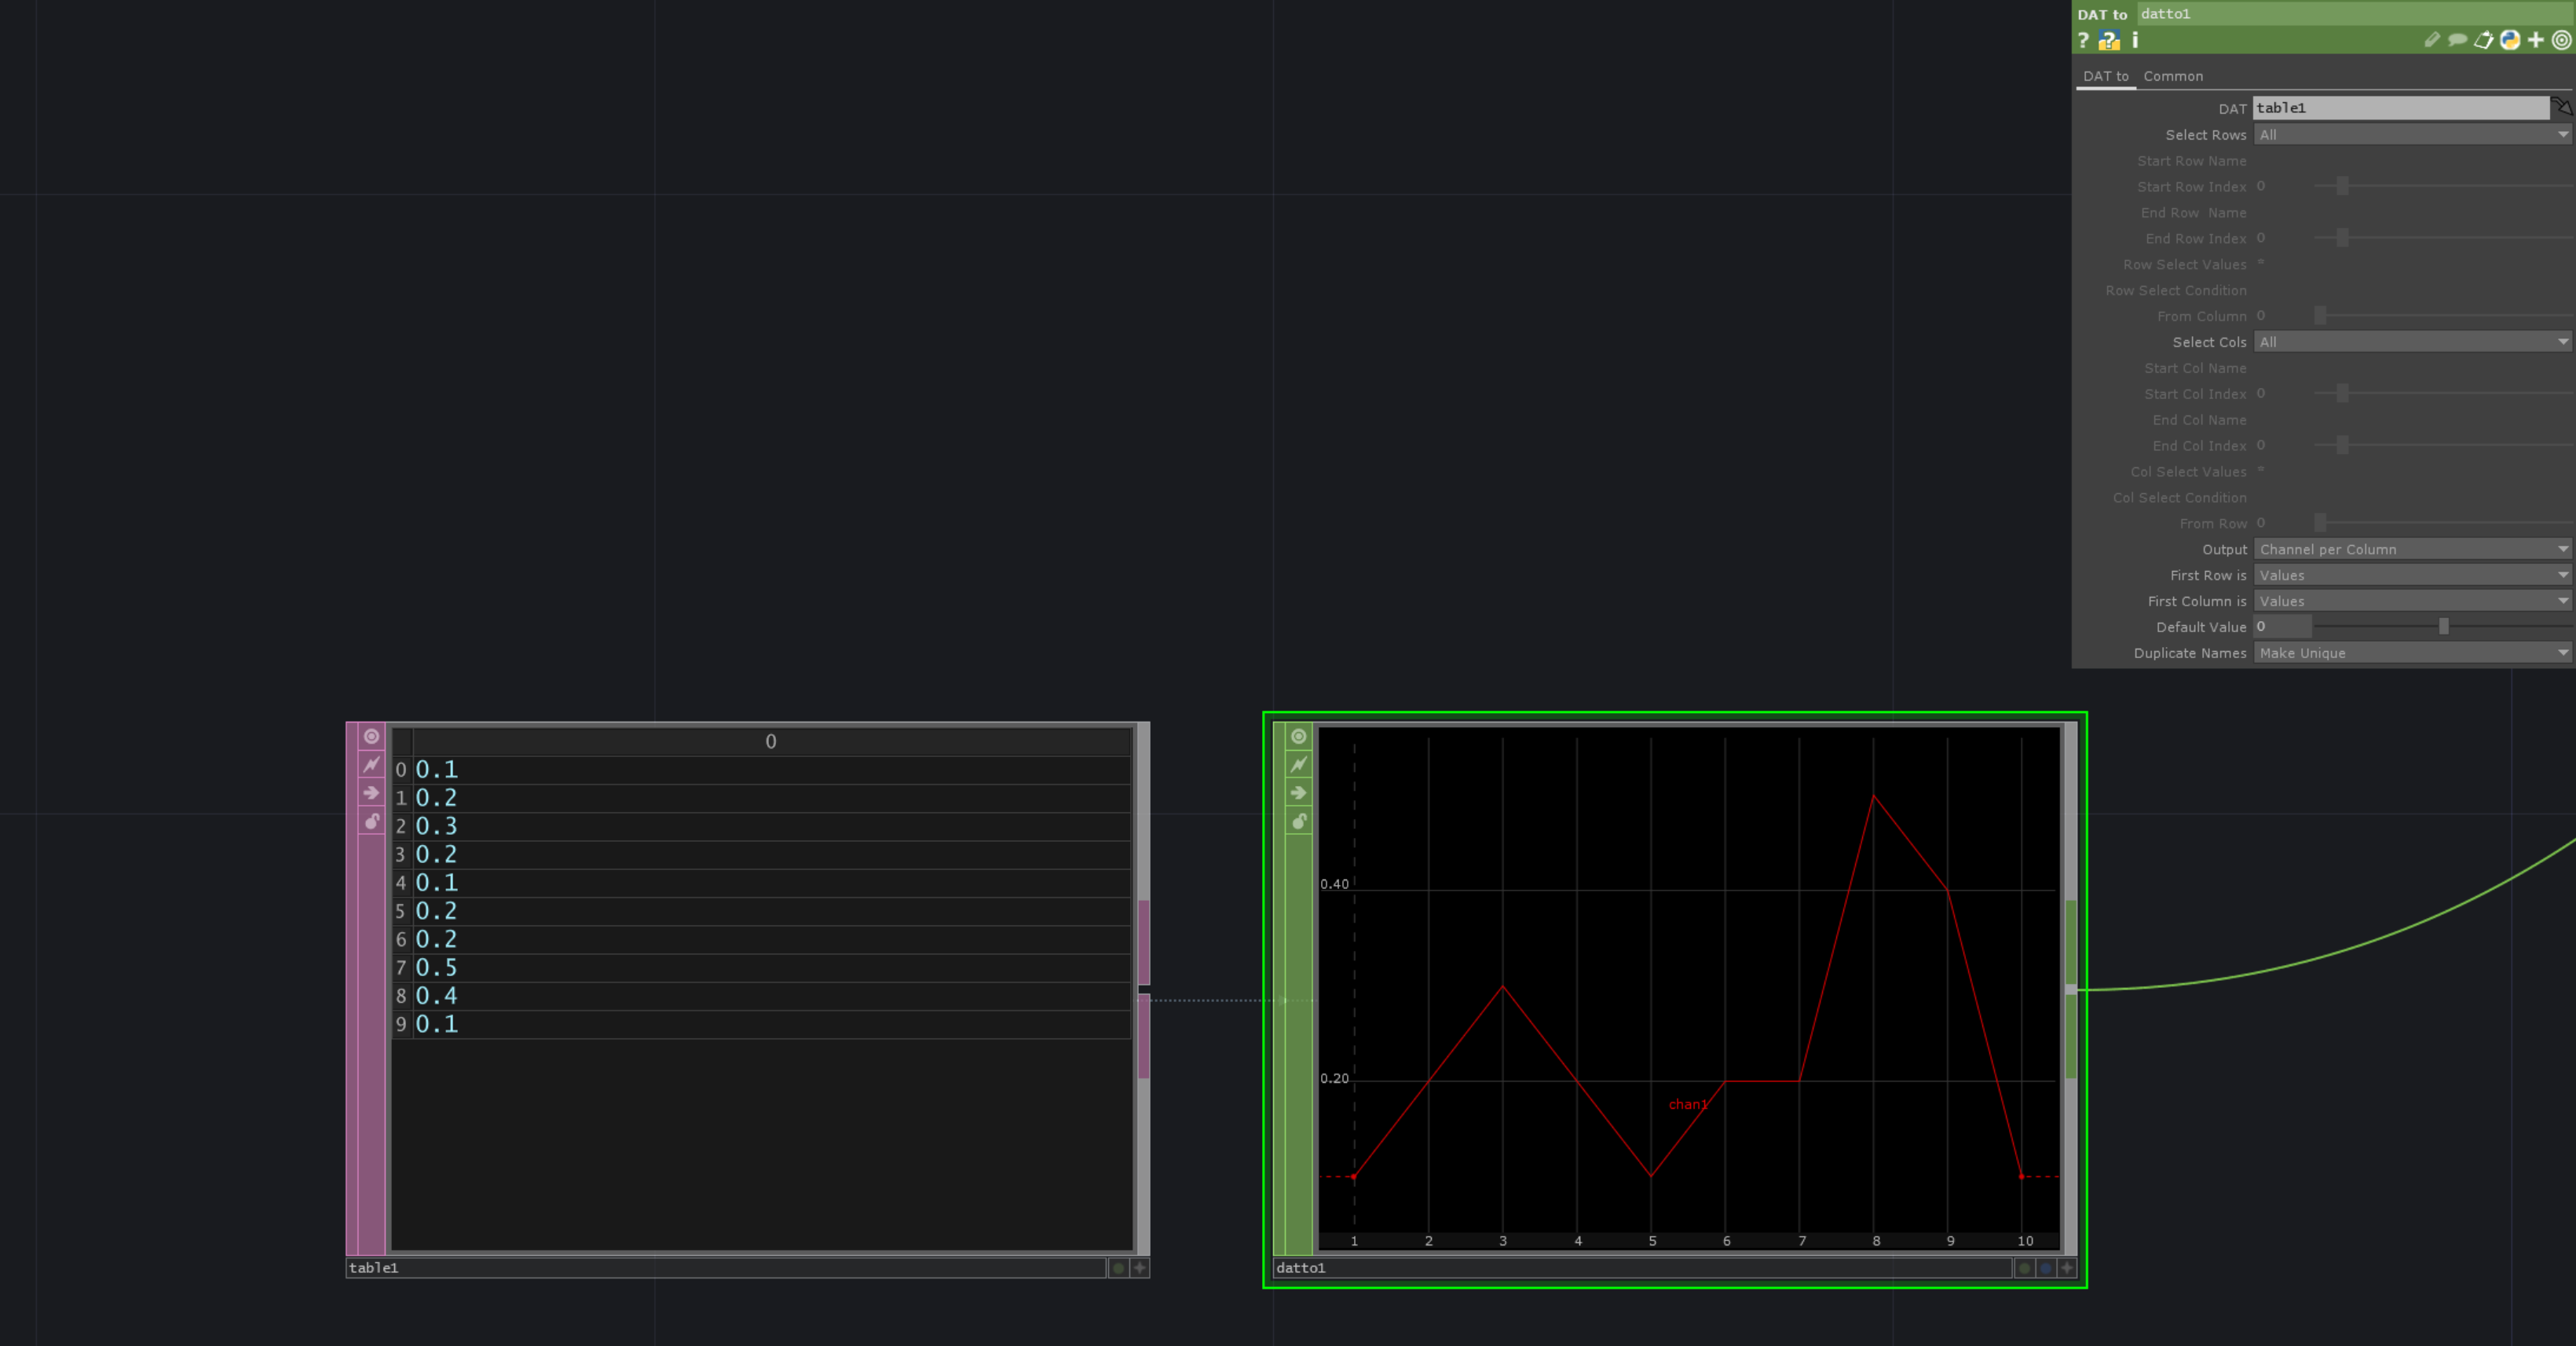 DAT to datto1
? ? i
DAT to Common
DAT table1
Select Rows All
Start Row Name
Start Row Index 0
End Row  Name
End Row Index 0
Row Select Values *
Row Select Condition
From Column 0
Select Cols All
Start Col Name
Start Col Index 0
End Col Name
End Col Index 0
Col Select Values *
Col Select Condition
From Row 0
Output Channel per Column
First Row is Values
First Column is Values
Default Value 0
Duplicate Names Make Unique
0
0 0.1
1 0.2
2 0.3
3 0.2
4 0.1
5 0.2
6 0.2
7 0.5
8 0.4
9 0.1
table1
0.40
0.20
chan1
1 2 3 4 5 6 7 8 9 10
datto1